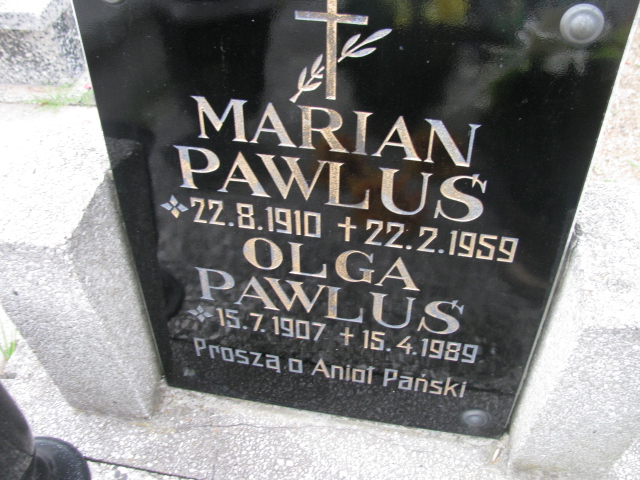 MARIAN
PAWLUŚ
22.8.1910 ✝ 22.2.1959
OLGA
PAWLUŚ
15.7.1907 ✝ 15.4.1989
Proszą o Anioł Pański